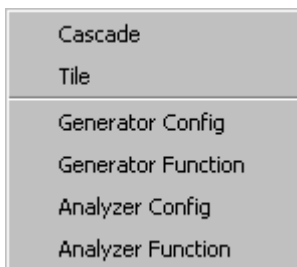 Cascade
Tile
Generator Config
Generator Function
Analyzer Config
Analyzer Function